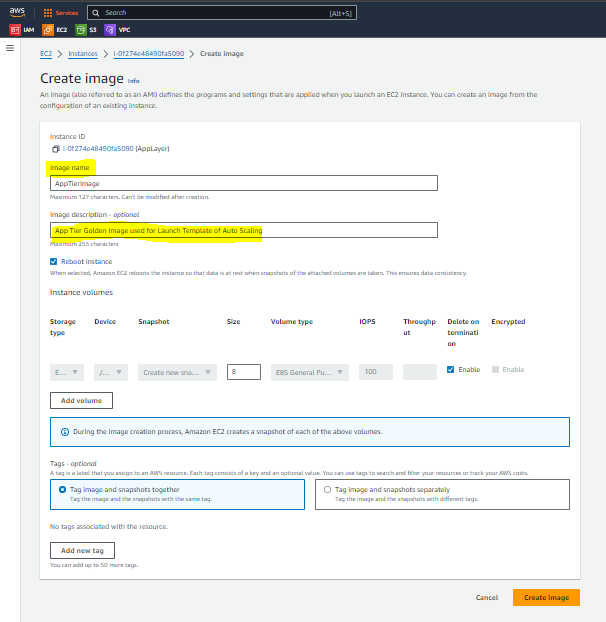 aws
Services
Search
[Alt+S]
IAM
EC2
S3
VPC
EC2 > Instances > i-0f274e48490fa5090 > Create image
Create image Info
An image (also referred to as an AMI) defines the programs and settings that are applied when you launch an EC2 instance. You can create an image from the
configuration of an existing instance.
Instance ID
i-0f274e48490fa5090 (AppLayer)
Image name
AppTierImage
Maximum 127 characters. Can't be modified after creation.
Image description - optional
App Tier Golden Image used for Launch Template of Auto Scaling
Maximum 255 characters
Reboot instance
When selected, Amazon EC2 reboots the instance so that data is at rest when snapshots of the attached volumes are taken. This ensures data consistency.
Instance volumes
Storage type
Device
Snapshot
Size
Volume type
IOPS
Throughput
Delete on termination
Encrypted
E...
/...
Create new sna...
8
EBS General Pu...
100
Enable
Enable
Add volume
During the image creation process, Amazon EC2 creates a snapshot of each of the above volumes.
Tags - optional
A tag is a label that you assign to an AWS resource. Each tag consists of a key and an optional value. You can use tags to search and filter your resources or track your AWS costs.
Tag image and snapshots together
Tag the image and the snapshots with the same tag.
Tag image and snapshots separately
Tag the image and the snapshots with different tags.
No tags associated with the resource.
Add new tag
You can add up to 50 more tags.
Cancel
Create image